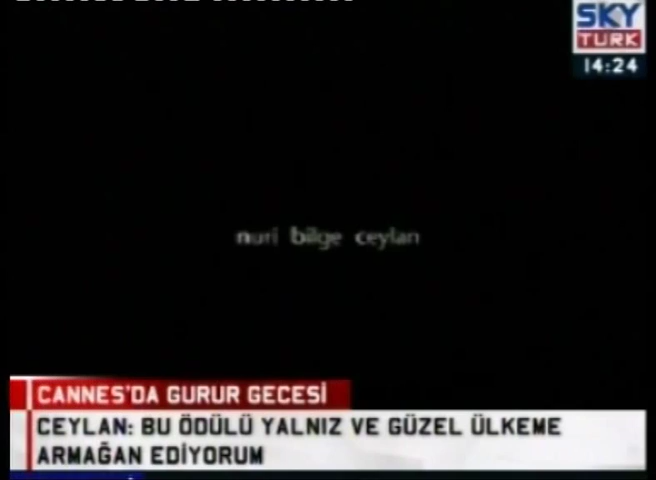 SKY
TURK
14:24
nuri bilge ceylan
CANNES'DA GURUR GECESİ
CEYLAN: BU ÖDÜLÜ YALNIZ VE GÜZEL ÜLKEME
ARMAĞAN EDİYORUM